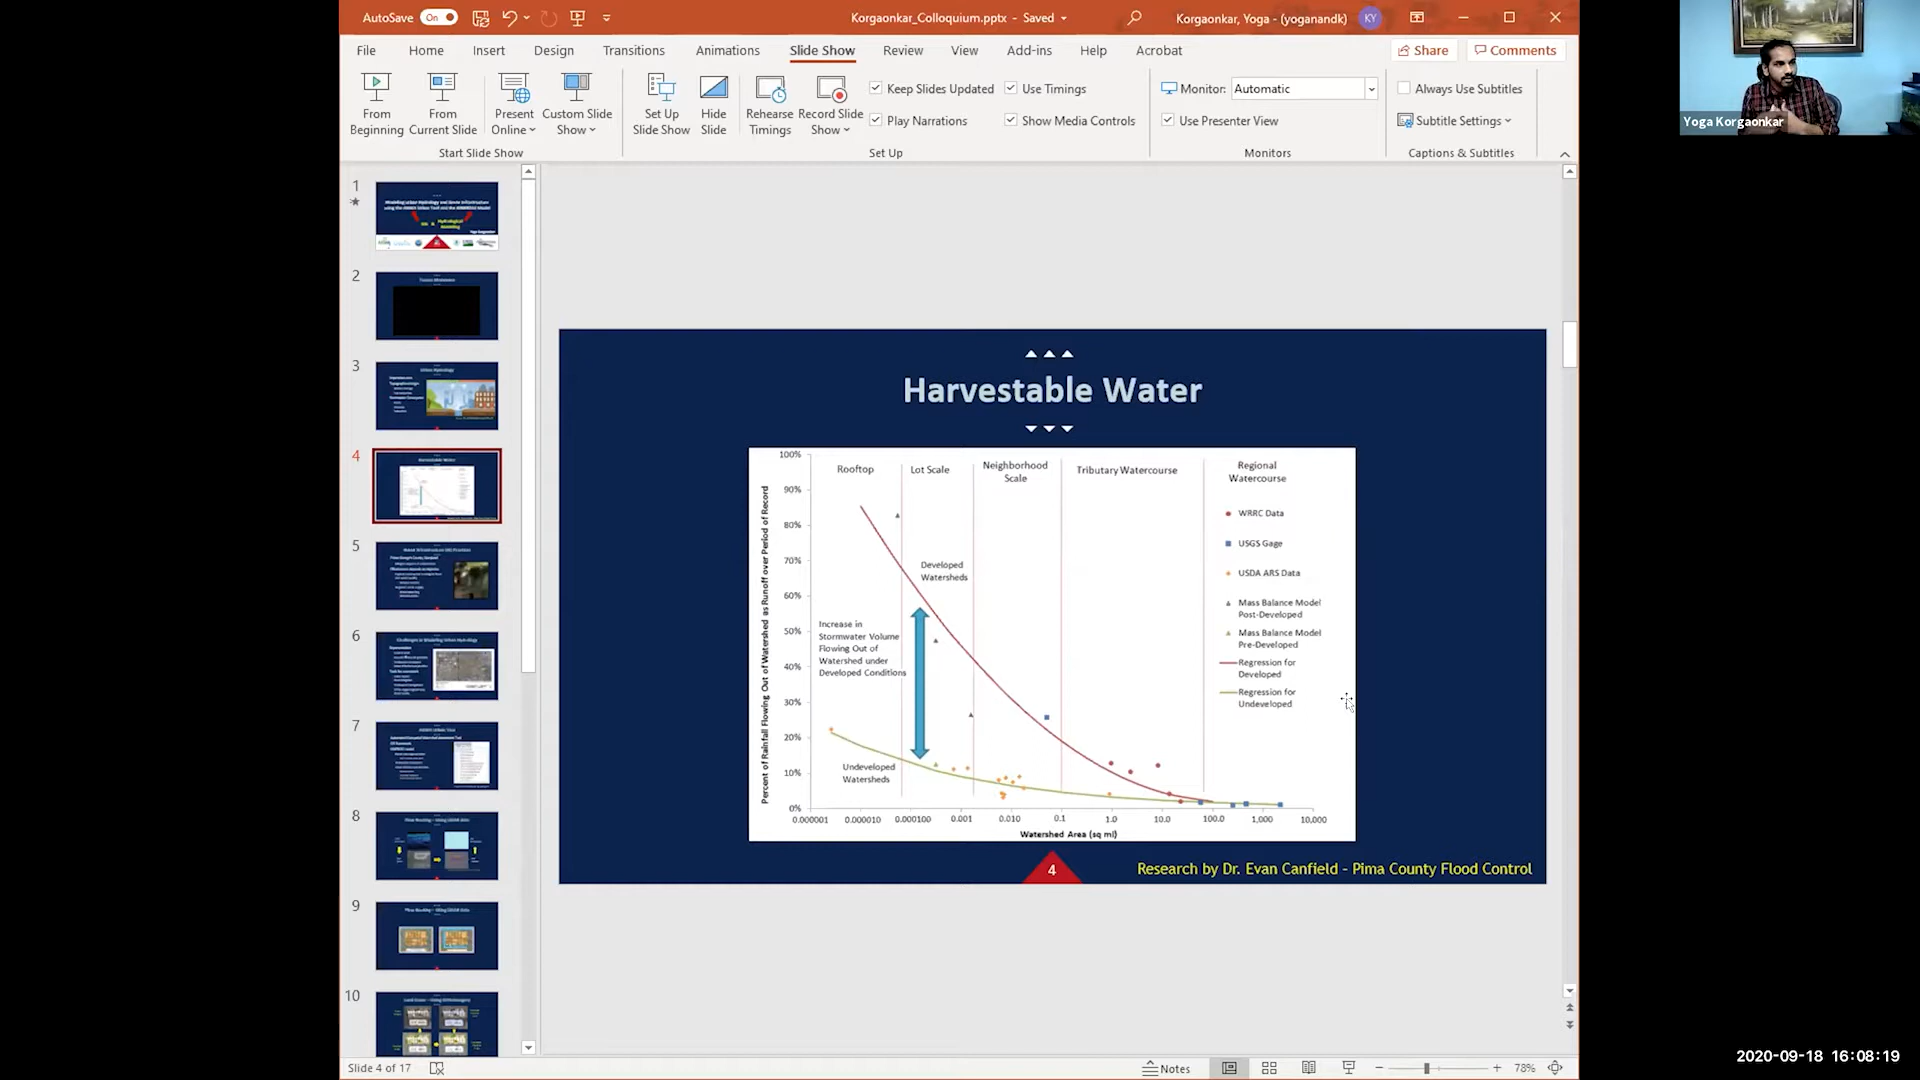 AutoSave On
Korgaonkar_Colloquium.pptx - Saved
Korgaonkar, Yoga - (yoganandk)
KY
File Home Insert Design Transitions Animations Slide Show Review View Add-ins Help Acrobat
Share
Comments
From Beginning
From Current Slide
Present Online
Custom Slide Show
Start Slide Show
Set Up Slide Show
Hide Slide
Rehearse Timings
Record Slide Show
Keep Slides Updated
Play Narrations
Use Timings
Show Media Controls
Set Up
Monitor: Automatic
Use Presenter View
Monitors
Always Use Subtitles
Subtitle Settings
Captions & Subtitles
Yoga Korgaonkar
1
2
3
4
5
6
7
8
9
10
Harvestable Water
Percent of Rainfall Flowing Out of Watershed as Runoff over Period of Record
100%
90%
80%
70%
60%
50%
40%
30%
20%
10%
0%
Rooftop
Lot Scale
Neighborhood
Scale
Tributary Watercourse
Regional
Watercourse
Developed
Watersheds
Increase in
Stormwater Volume
Flowing Out of
Watershed under
Developed Conditions
Undeveloped
Watersheds
WRRC Data
USGS Gage
USDA ARS Data
Mass Balance Model
Post-Developed
Mass Balance Model
Pre-Developed
Regression for
Developed
Regression for
Undeveloped
0.000001 0.000010 0.000100 0.001 0.010 0.1 1.0 10.0 100.0 1,000 10,000
Watershed Area (sq mi)
4
Research by Dr. Evan Canfield - Pima County Flood Control
Slide 4 of 17
Notes
78%
2020-09-18 16:08:19